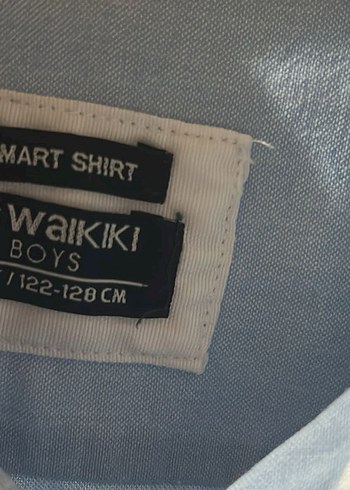 MART SHIRT
WaIKIKI
BOYS
/ 122-128 CM